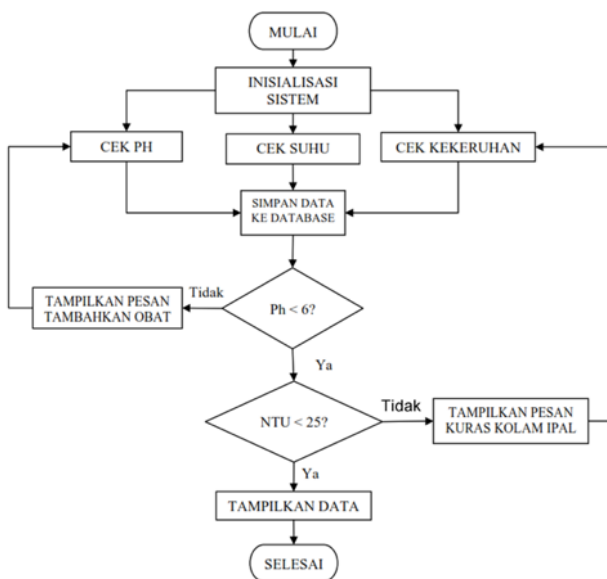 MULAI
INISIALISASI
SISTEM
CEK PH
CEK SUHU
CEK KEKERUHAN
SIMPAN DATA
KE DATABASE
Ph < 6?
Tidak
TAMPILKAN PESAN
TAMBAHKAN OBAT
Ya
NTU < 25?
Tidak
TAMPILKAN PESAN
KURAS KOLAM IPAL
Ya
TAMPILKAN DATA
SELESAI